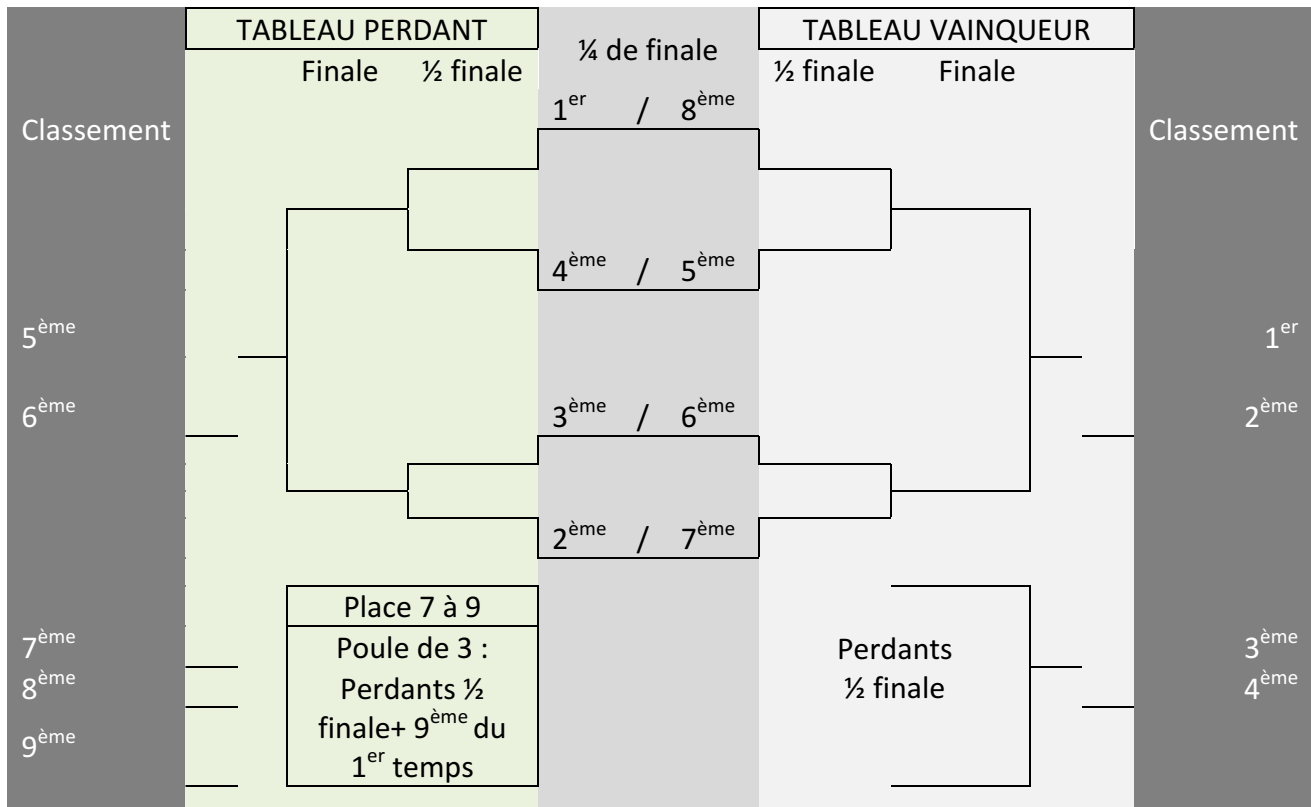 TABLEAU PERDANT
¼ de finale
TABLEAU VAINQUEUR
Finale ½ finale
½ finale Finale
Classement
1er / 8ème
Classement
4ème / 5ème
5ème
1er
6ème
3ème / 6ème
2ème
2ème / 7ème
Place 7 à 9
7ème
Poule de 3 :
Perdants
3ème
8ème
Perdants ½
½ finale
4ème
9ème
finale+ 9ème du
1er temps